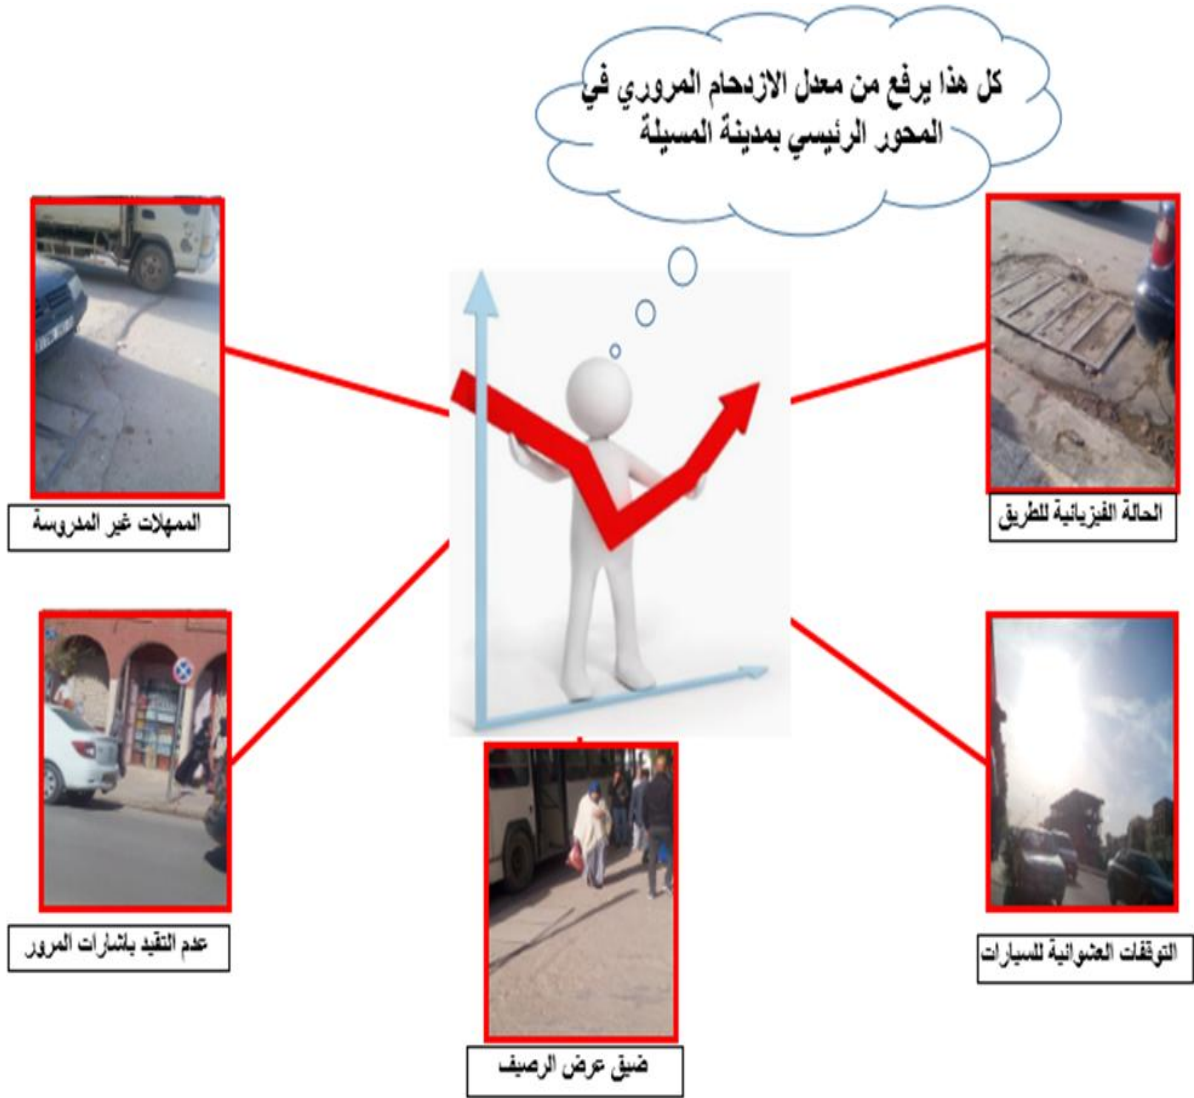 كل هذا يرفع من معدل الازدحام المروري في
المحور الرئيسي بمدينة المسيلة
الحالة الفيزيائية للطريق
الممهلات غير المدروسة
التوقفات العشوائية للسيارات
عدم التقيد باشارات المرور
ضيق عرض الرصيف